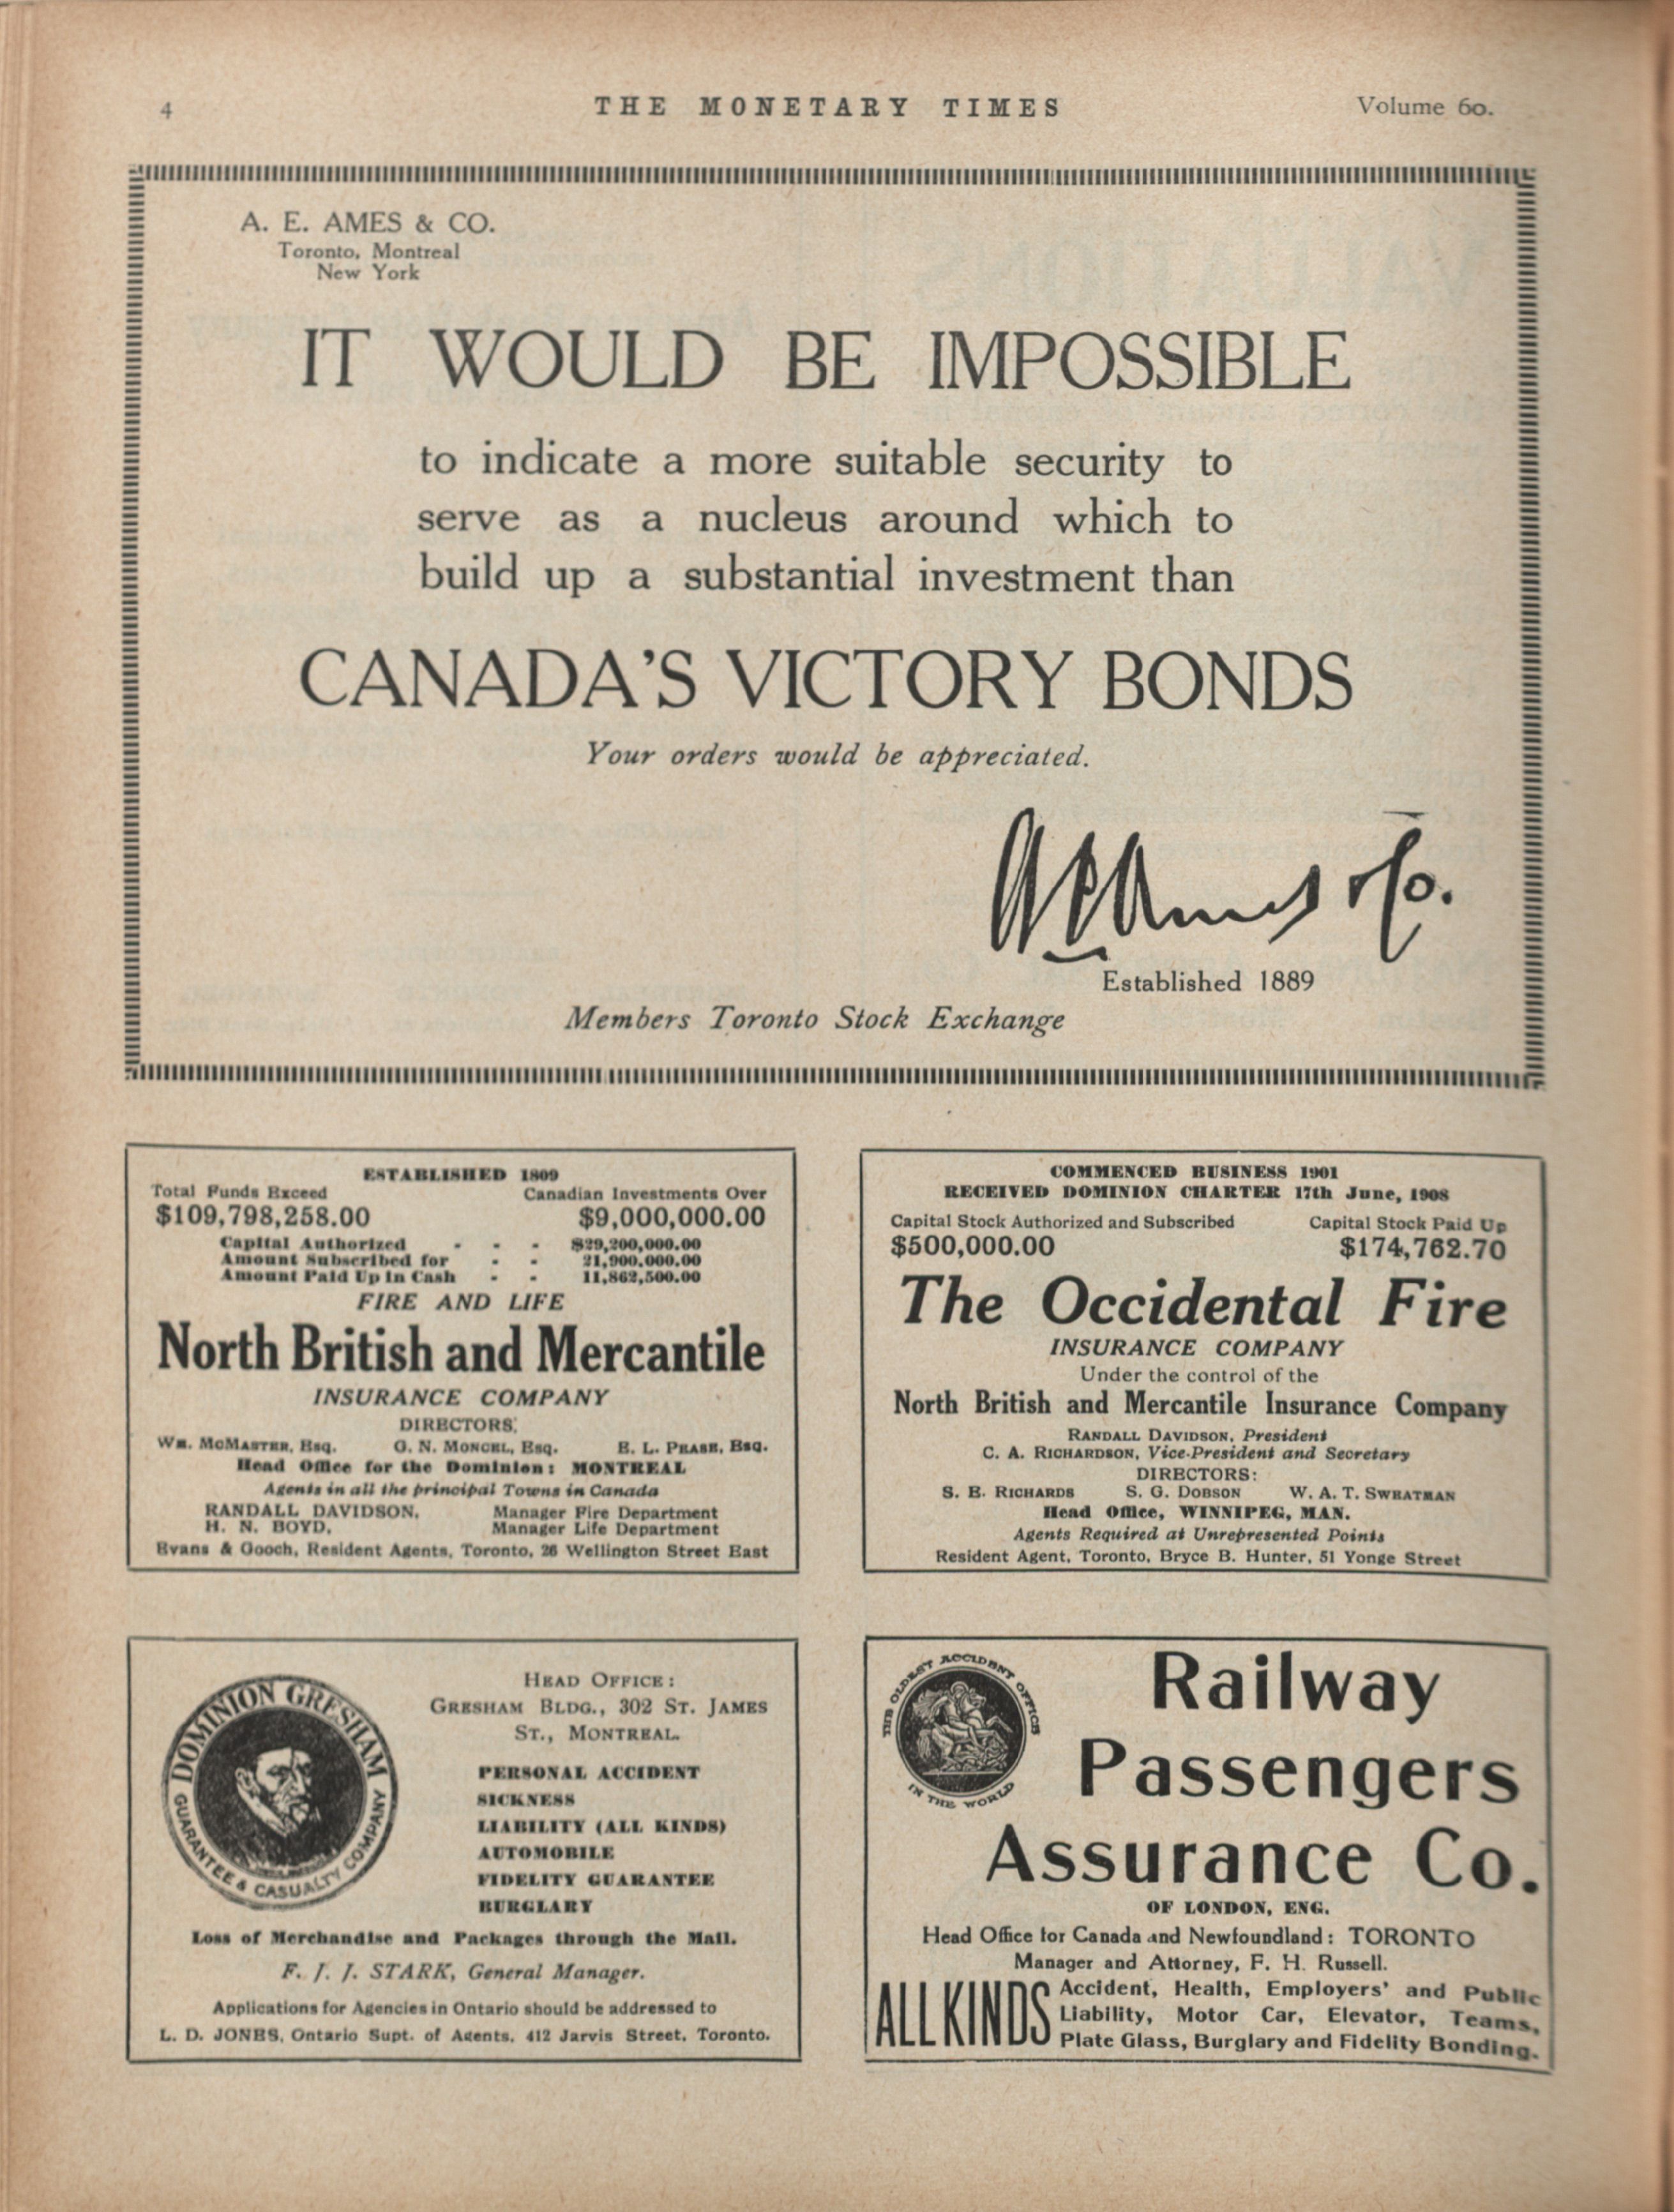 4
THE MONETARY TIMES
Volume 60.
A. E. AMES & CO.
Toronto, Montreal
New York
IT WOULD BE IMPOSSIBLE
to indicate a more suitable security to
serve as a nucleus around which to
build up a substantial investment than
CANADA'S VICTORY BONDS
Your orders would be appreciated.
A E Ames & Co.
Established 1889
Members Toronto Stock Exchange
ESTABLISHED 1809
Total Funds Exceed Canadian Investments Over
$109,798,258.00 $9,000,000.00
Capital Authorized - - - $29,200,000.00
Amount Subscribed for - - 21,900,000.00
Amount Paid Up in Cash - - 11,862,500.00
FIRE AND LIFE
North British and Mercantile
INSURANCE COMPANY
DIRECTORS:
WM. MCMASTER, Esq. G. N. MONCEL, Esq. E. L. PEASE, Esq.
Head Office for the Dominion: MONTREAL
Agents in all the principal Towns in Canada
RANDALL DAVIDSON, Manager Fire Department
H. N. BOYD, Manager Life Department
Evans & Gooch, Resident Agents, Toronto, 26 Wellington Street East
COMMENCED BUSINESS 1901
RECEIVED DOMINION CHARTER 17th June, 1908
Capital Stock Authorized and Subscribed Capital Stock Paid Up
$500,000.00 $174,762.70
The Occidental Fire
INSURANCE COMPANY
Under the control of the
North British and Mercantile Insurance Company
RANDALL DAVIDSON, President
C. A. RICHARDSON, Vice-President and Secretary
DIRECTORS:
S. E. RICHARDS S. G. DOBSON W. A. T. SWEATMAN
Head Office, WINNIPEG, MAN.
Agents Required at Unrepresented Points
Resident Agent, Toronto, Bryce B. Hunter, 51 Yonge Street
DOMINION GRESHAM
GUARANTEE & CASUALTY COMPANY
HEAD OFFICE:
GRESHAM BLDG., 302 ST. JAMES
ST., MONTREAL.
PERSONAL ACCIDENT
SICKNESS
LIABILITY (ALL KINDS)
AUTOMOBILE
FIDELITY GUARANTEE
BURGLARY
Loss of Merchandise and Packages through the Mail.
F. J. J. STARK, General Manager.
Applications for Agencies in Ontario should be addressed to
L. D. JONES, Ontario Supt. of Agents, 412 Jarvis Street, Toronto.
THE OLDEST ACCIDENT OFFICE
IN THE WORLD
Railway
Passengers
Assurance Co.
OF LONDON, ENG.
Head Office for Canada and Newfoundland: TORONTO
Manager and Attorney, F. H. Russell.
ALL KINDS
Accident, Health, Employers' and Public
Liability, Motor Car, Elevator, Teams,
Plate Glass, Burglary and Fidelity Bonding.